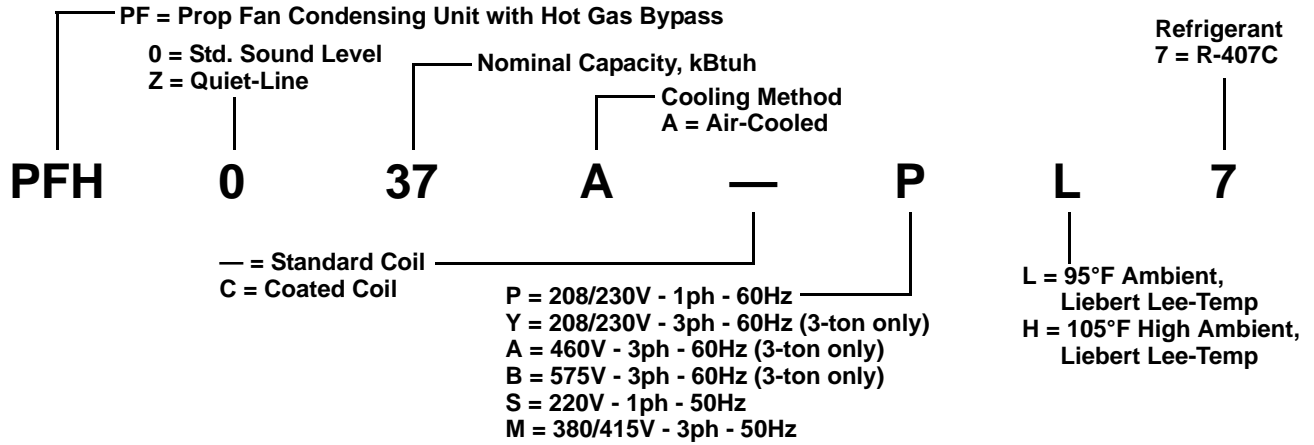 PF = Prop Fan Condensing Unit with Hot Gas Bypass
0 = Std. Sound Level
Z = Quiet-Line
Nominal Capacity, kBtuh
Cooling Method
A = Air-Cooled
Refrigerant
7 = R-407C
PFH 0 37 A — P L 7
— = Standard Coil
C = Coated Coil
P = 208/230V - 1ph - 60Hz
Y = 208/230V - 3ph - 60Hz (3-ton only)
A = 460V - 3ph - 60Hz (3-ton only)
B = 575V - 3ph - 60Hz (3-ton only)
S = 220V - 1ph - 50Hz
M = 380/415V - 3ph - 50Hz
L = 95°F Ambient,
Liebert Lee-Temp
H = 105°F High Ambient,
Liebert Lee-Temp